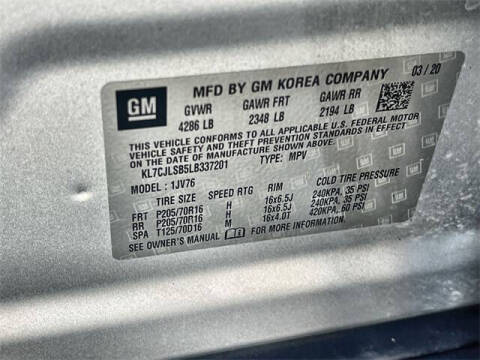 MFD BY GM KOREA COMPANY 03/20
GM
GVWR GAWR FRT GAWR RR
4286 LB 2348 LB 2194 LB
THIS VEHICLE CONFORMS TO ALL APPLICABLE U.S. FEDERAL MOTOR
VEHICLE SAFETY AND THEFT PREVENTION STANDARDS IN EFFECT
ON THE DATE OF MANUFACTURE SHOWN ABOVE.
KL7CJLSB5LB337201 TYPE: MPV
MODEL: 1JV76
TIRE SIZE SPEED RTG RIM COLD TIRE PRESSURE
FRT P205/70R16 H 16x6.5J 240KPA, 35 PSI
RR P205/70R16 H 16x6.5J 240KPA, 35 PSI
SPA T125/70D16 M 16x4.0T 420KPA, 60 PSI
SEE OWNER'S MANUAL FOR ADDITIONAL INFORMATION.